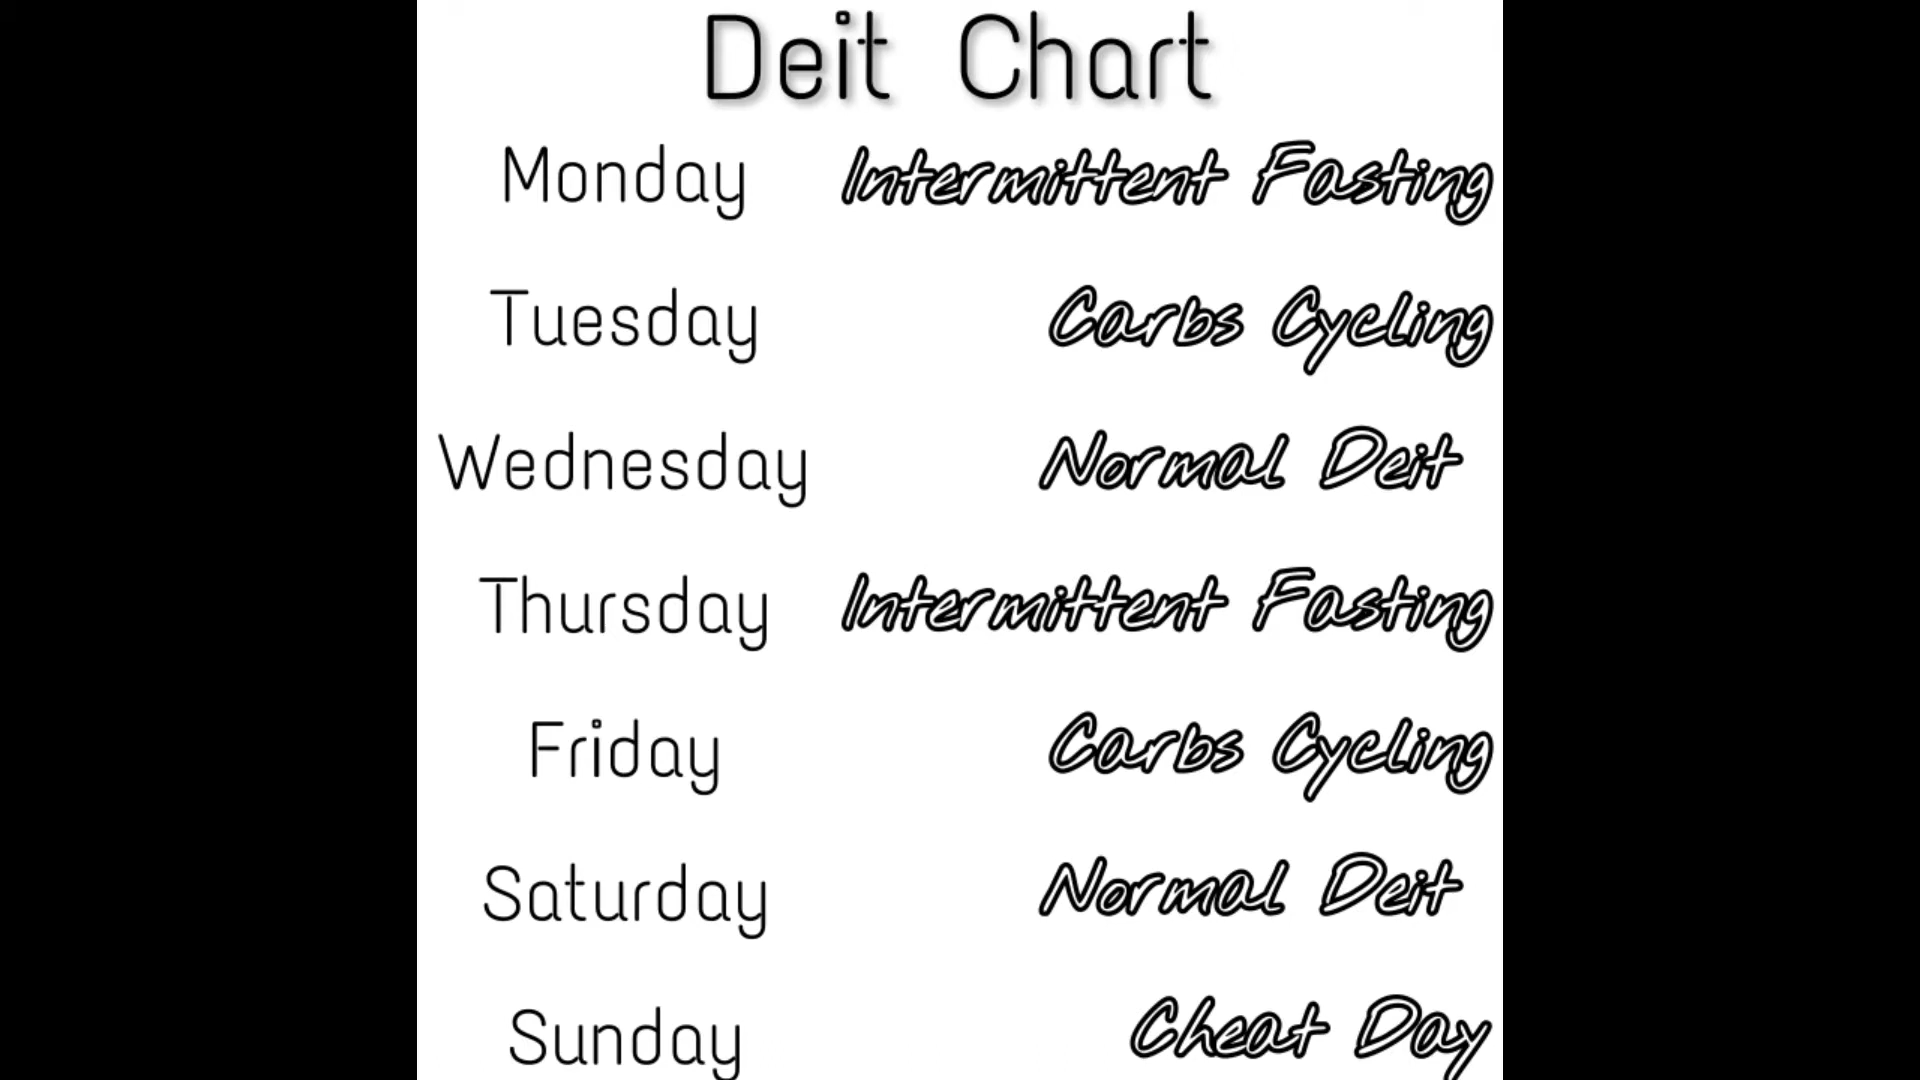 Deit Chart
Monday Intermittent Fasting
Tuesday Carbs Cycling
Wednesday Normal Deit
Thursday Intermittent Fasting
Friday Carbs Cycling
Saturday Normal Deit
Sunday Cheat Day